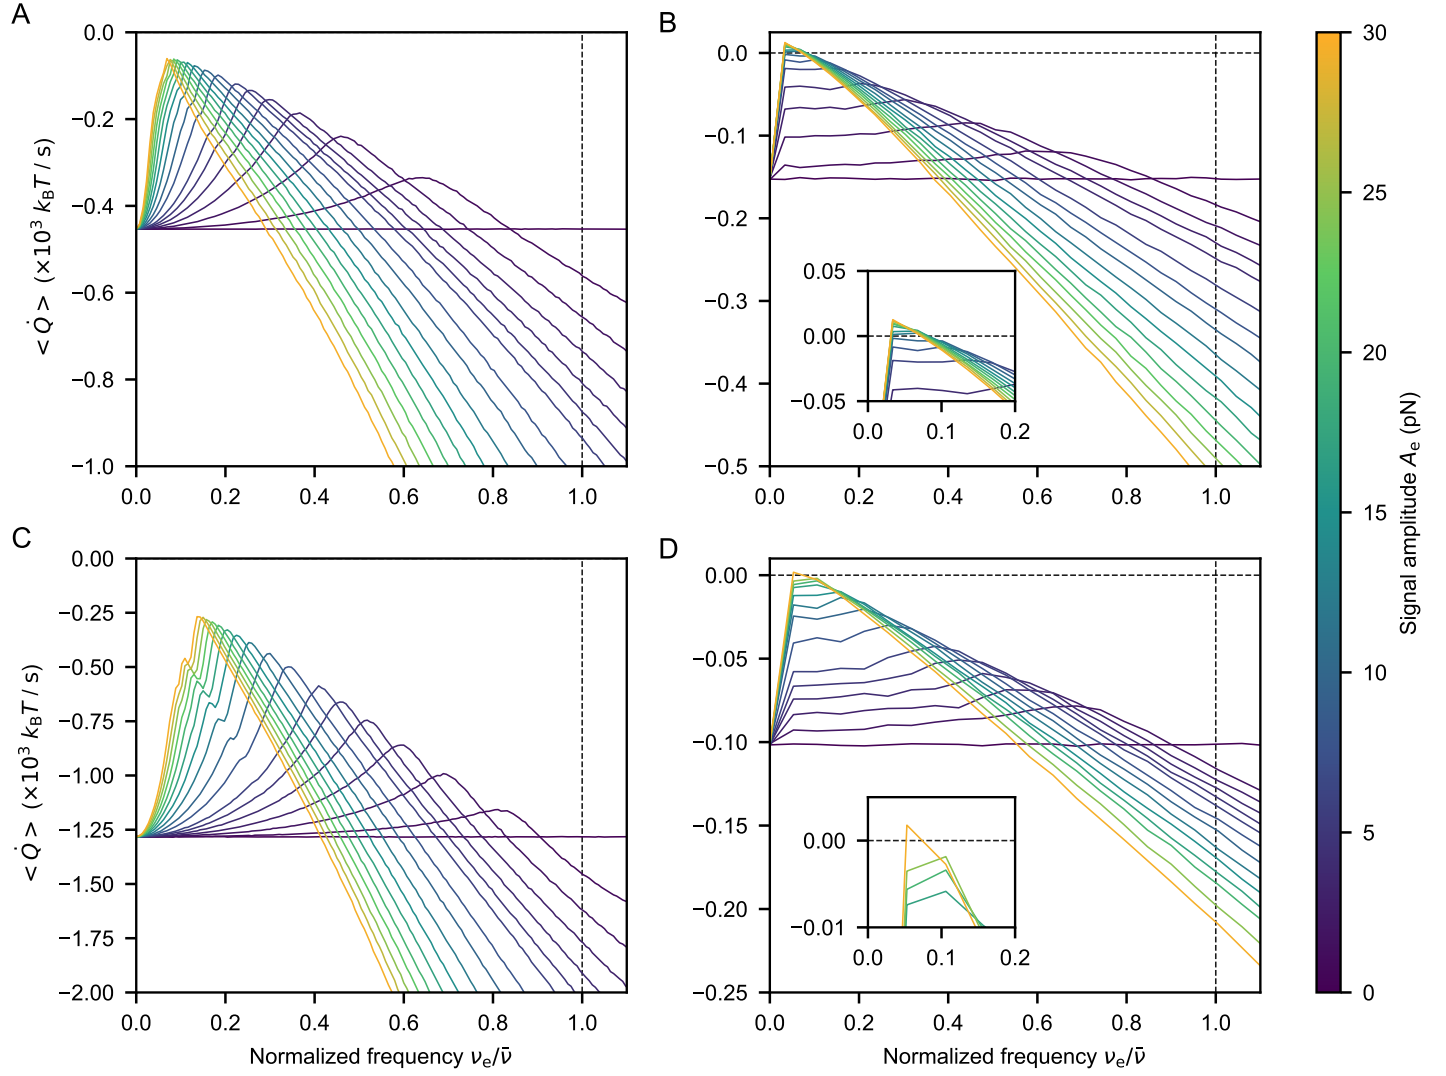 A
0.0
−0.2
−0.4
−0.6
−0.8
−1.0
< Q̇ > (×10³ k_BT / s)
0.0 0.2 0.4 0.6 0.8 1.0
B
0.0
−0.1
−0.2
−0.3
−0.4
−0.5
0.0 0.2 0.4 0.6 0.8 1.0
0.05
0.00
−0.05
0.0 0.1 0.2
C
0.00
−0.25
−0.50
−0.75
−1.00
−1.25
−1.50
−1.75
−2.00
< Q̇ > (×10³ k_BT / s)
0.0 0.2 0.4 0.6 0.8 1.0
Normalized frequency ν_e/ν̄
D
0.00
−0.05
−0.10
−0.15
−0.20
−0.25
0.0 0.2 0.4 0.6 0.8 1.0
Normalized frequency ν_e/ν̄
0.00
−0.01
0.0 0.1 0.2
30
25
20
15
10
5
0
Signal amplitude A_e (pN)